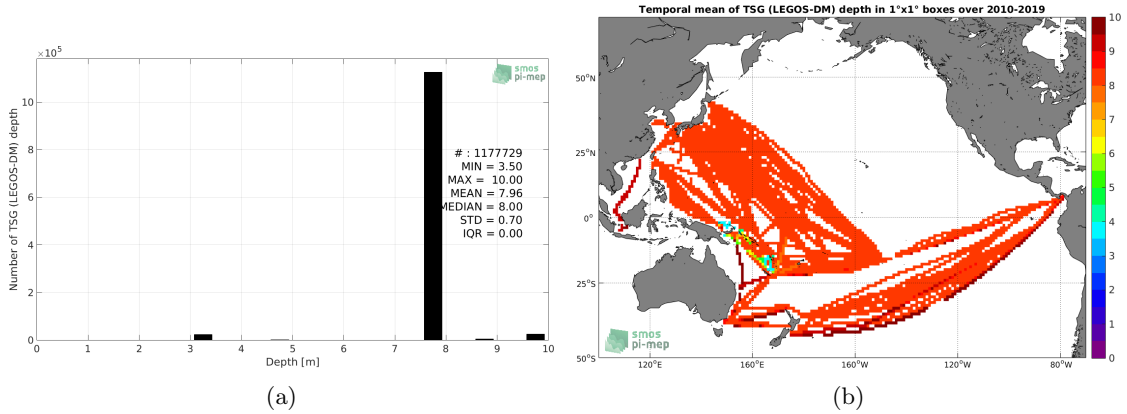 ×10⁵
smos
pi-mep
10
8
6
4
2
0
Number of TSG (LEGOS-DM) depth
# : 1177729
MIN = 3.50
MAX = 10.00
MEAN = 7.96
MEDIAN = 8.00
STD = 0.70
IQR = 0.00
0 1 2 3 4 5 6 7 8 9 10
Depth [m]
(a)
Temporal mean of TSG (LEGOS-DM) depth in 1°x1° boxes over 2010-2019
50°N
25°N
0°
25°S
50°S
120°E 160°E 160°W 120°W 80°W
smos
pi-mep
10
9
8
7
6
5
4
3
2
1
0
(b)